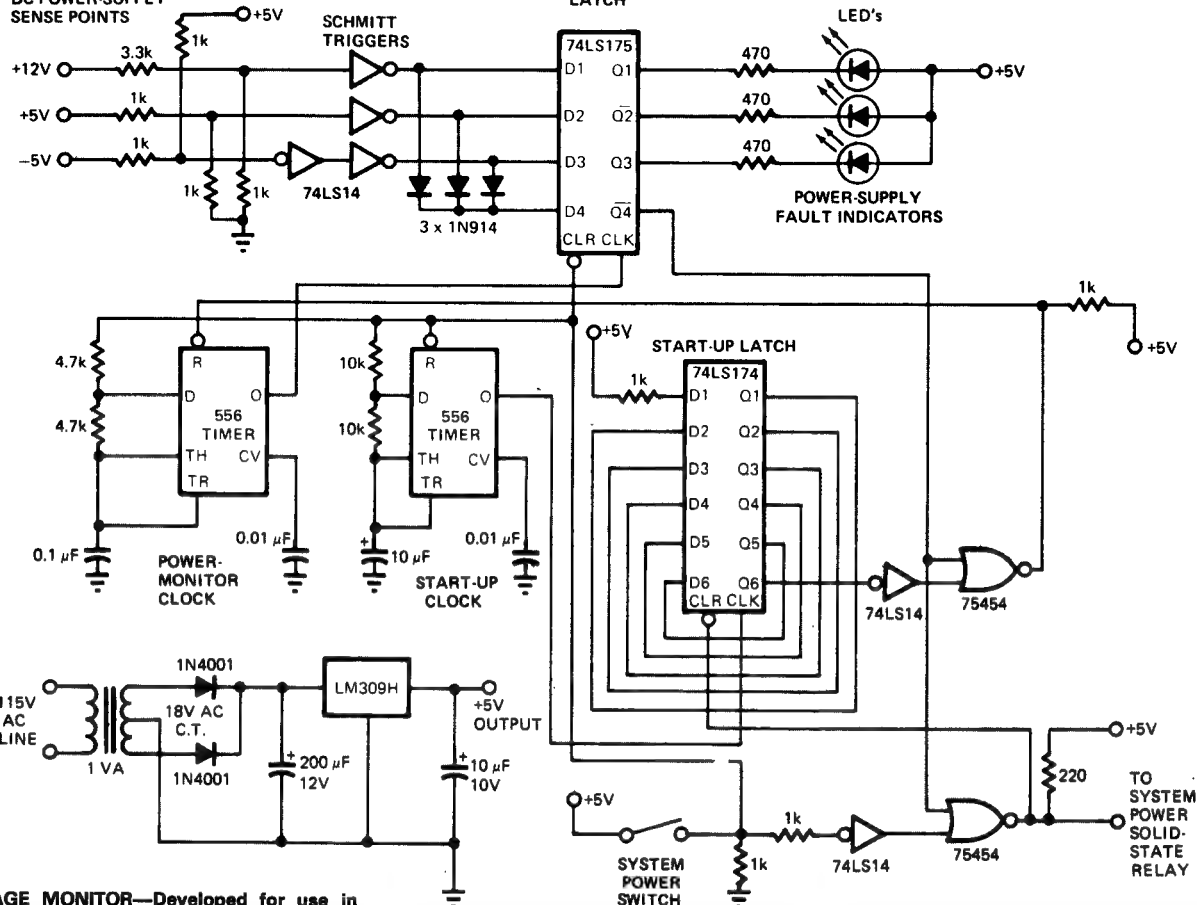 DC POWER-SUPPLY
SENSE POINTS
+5V
1k
SCHMITT
TRIGGERS
LATCH
LED's
+12V
3.3k
74LS175
D1
Q1
470
+5V
+5V
1k
D2
Q̅2̅
470
−5V
1k
D3
Q3
470
1k
1k
74LS14
3 x 1N914
D4
Q̅4̅
CLR CLK
POWER-SUPPLY
FAULT INDICATORS
1k
+5V
4.7k
4.7k
R
D
O
556
TIMER
TH
CV
TR
0.1 µF
0.01 µF
POWER-
MONITOR
CLOCK
10k
10k
R
D
O
556
TIMER
TH
CV
TR
+
10 µF
0.01 µF
START-UP
CLOCK
+5V
1k
START-UP LATCH
74LS174
D1
Q1
D2
Q2
D3
Q3
D4
Q4
D5
Q5
D6
Q6
CLR CLK
74LS14
75454
115V
AC
LINE
1 VA
1N4001
18V AC
C.T.
1N4001
LM309H
+5V
OUTPUT
+
200 µF
12V
+
10 µF
10V
+5V
SYSTEM
POWER
SWITCH
1k
1k
74LS14
75454
+5V
220
TO
SYSTEM
POWER
SOLID-
STATE
RELAY
AGE MONITOR—Developed for use in